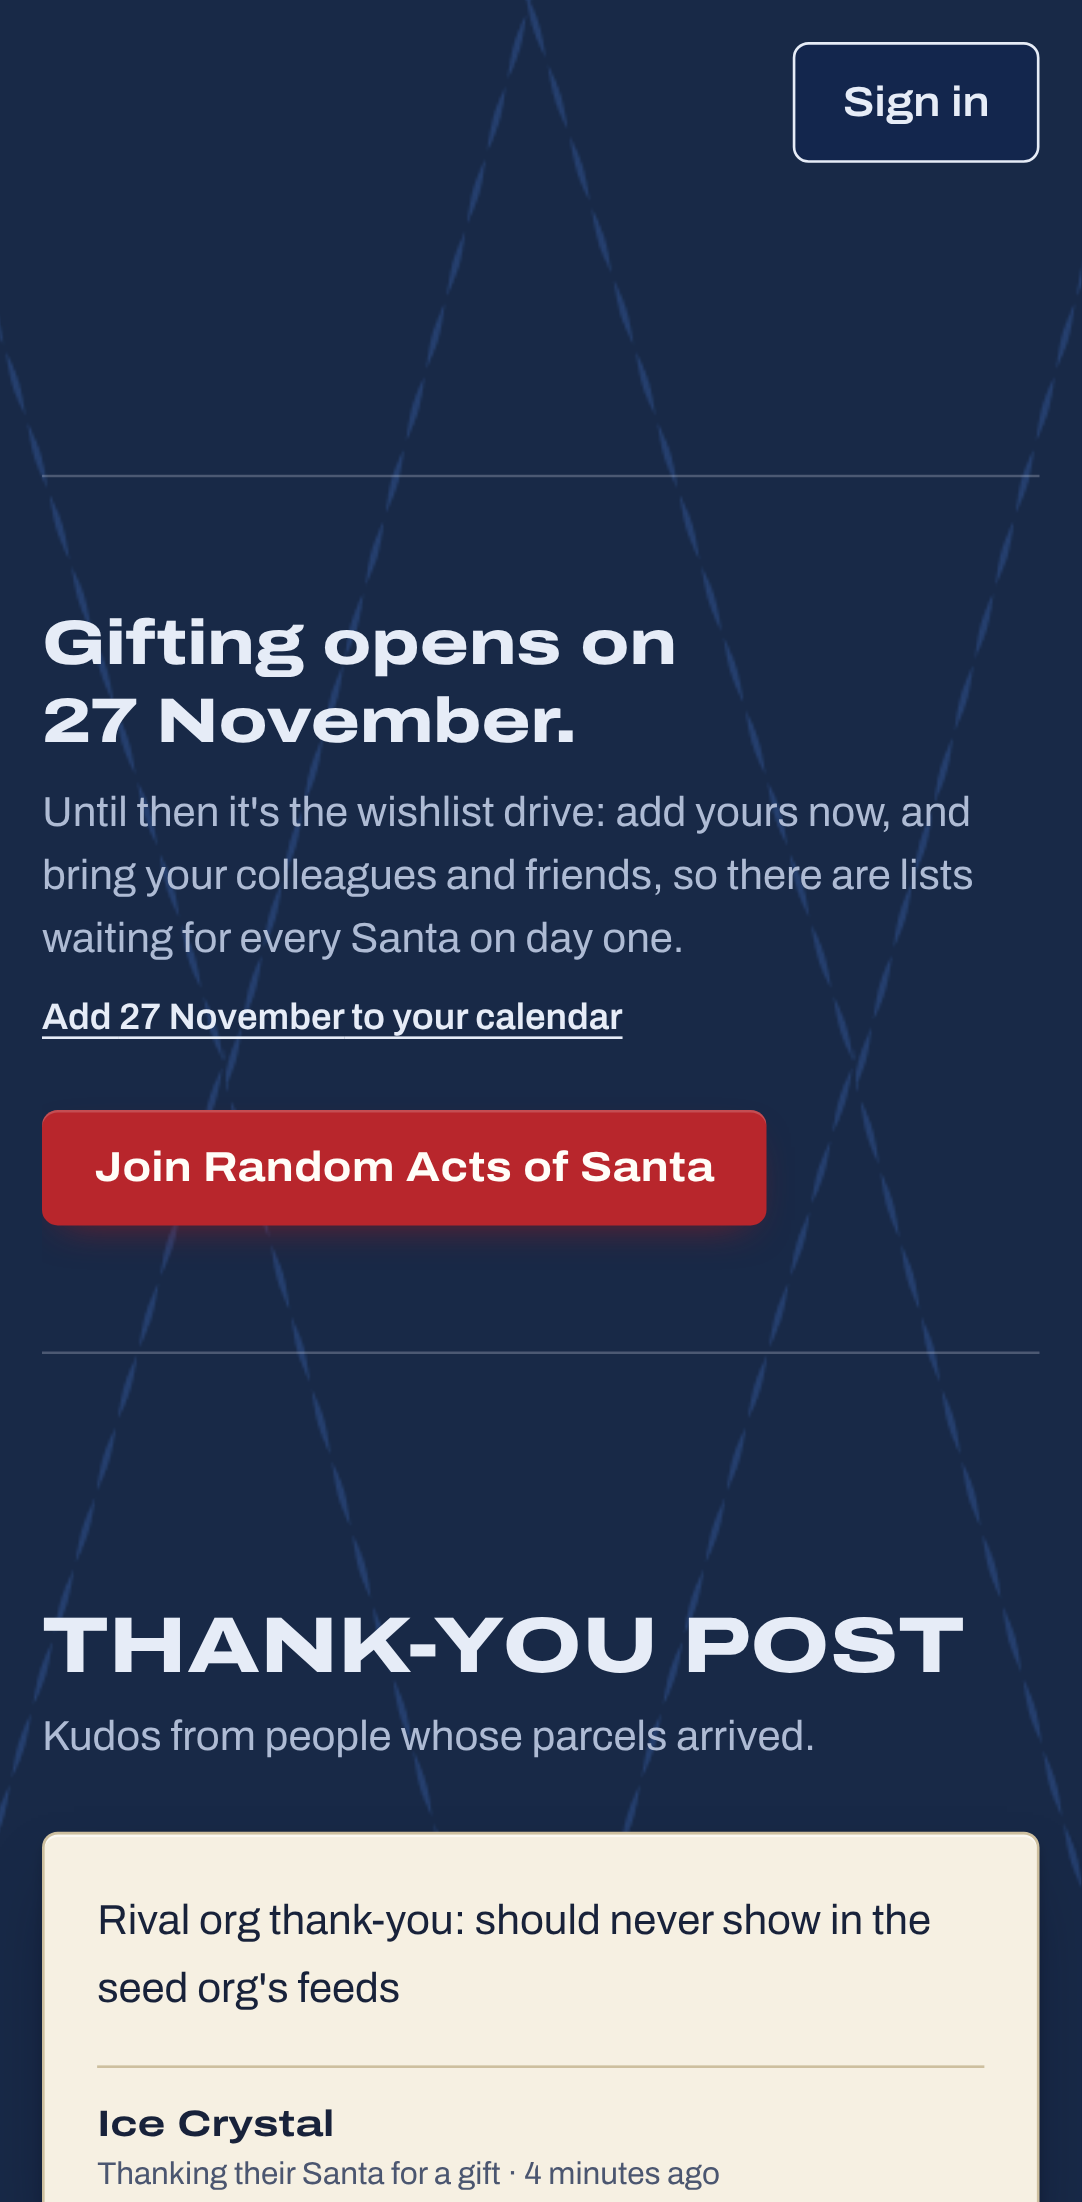 Sign in
Gifting opens on
27 November.
Until then it's the wishlist drive: add yours now, and
bring your colleagues and friends, so there are lists
waiting for every Santa on day one.
Add 27 November to your calendar
Join Random Acts of Santa
THANK-YOU POST
Kudos from people whose parcels arrived.
Rival org thank-you: should never show in the
seed org's feeds
Ice Crystal
Thanking their Santa for a gift · 4 minutes ago